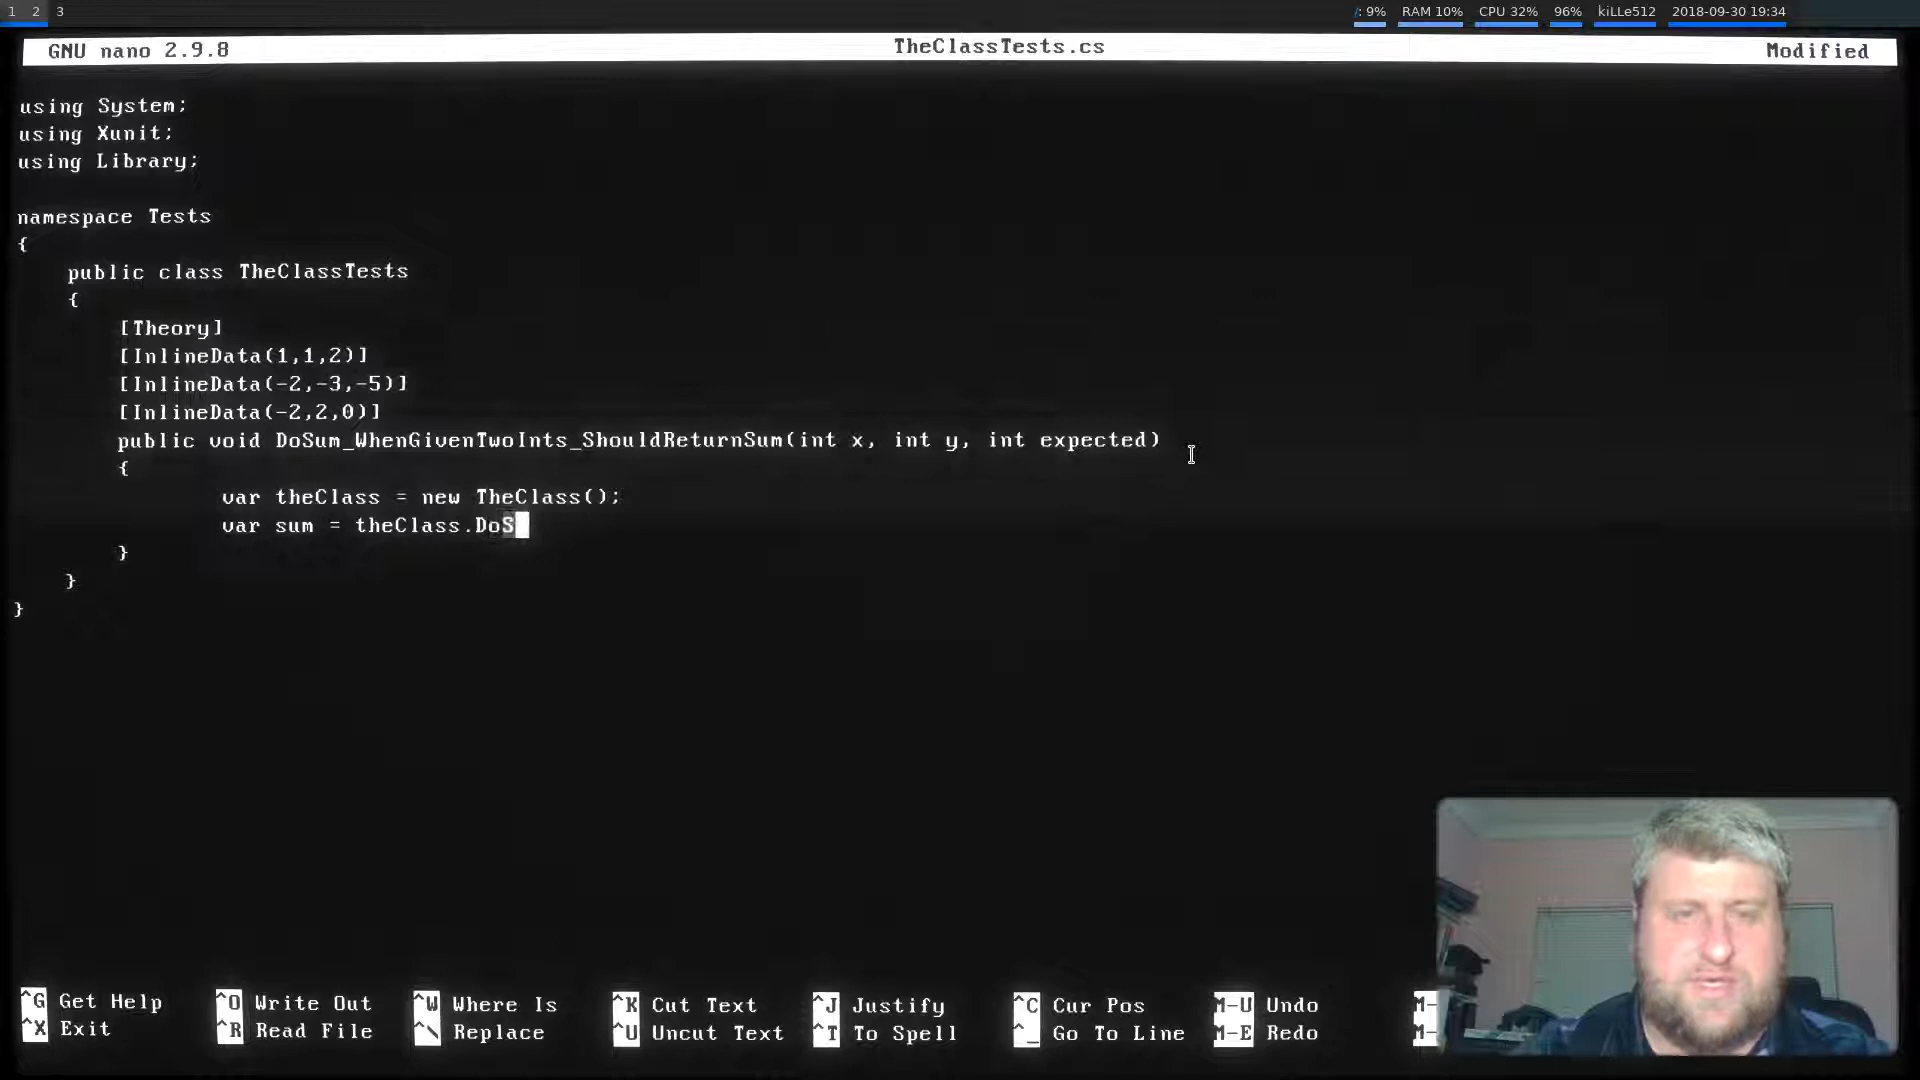 1 2 3
/: 9% RAM 10% CPU 32% 96% kiLLe512 2018-09-30 19:34
GNU nano 2.9.8 TheClassTests.cs Modified
using System;
using Xunit;
using Library;
namespace Tests
{
public class TheClassTests
{
[Theory]
[InlineData(1,1,2)]
[InlineData(-2,-3,-5)]
[InlineData(-2,2,0)]
public void DoSum_WhenGivenTwoInts_ShouldReturnSum(int x, int y, int expected)
{
var theClass = new TheClass();
var sum = theClass.DoS
}
}
}
^G Get Help ^O Write Out ^W Where Is ^K Cut Text ^J Justify ^C Cur Pos M-U Undo M-
^X Exit ^R Read File ^\ Replace ^U Uncut Text ^T To Spell ^_ Go To Line M-E Redo M-